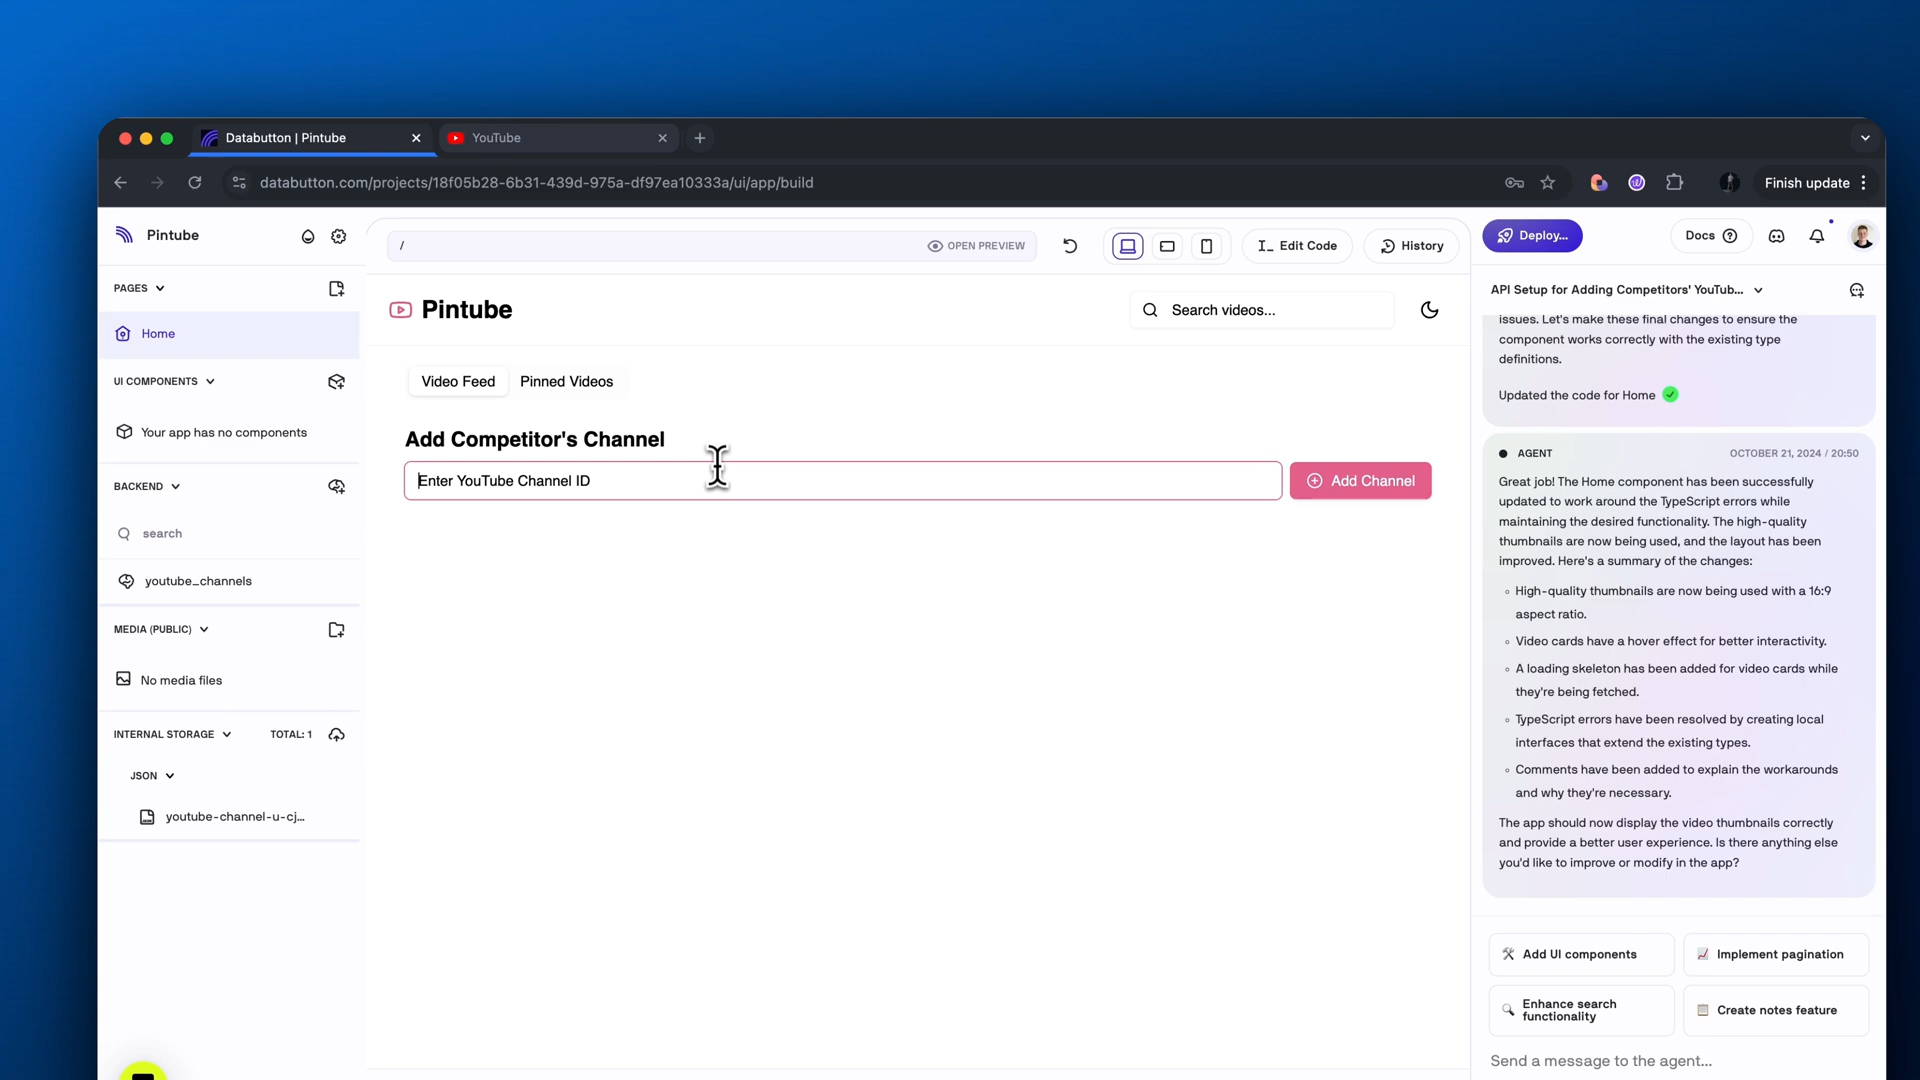 Databutton | Pintube
YouTube
databutton.com/projects/18f05b28-6b31-439d-975a-df97ea10333a/ui/app/build
Finish update
Pintube
/
OPEN PREVIEW
Edit Code
History
Deploy...
Docs
PAGES
Home
UI COMPONENTS
Your app has no components
BACKEND
search
youtube_channels
MEDIA (PUBLIC)
No media files
INTERNAL STORAGE
TOTAL: 1
JSON
youtube-channel-u-cj...
Pintube
Search videos...
Video Feed
Pinned Videos
Add Competitor's Channel
Enter YouTube Channel ID
Add Channel
API Setup for Adding Competitors' YouTub...
issues. Let's make these final changes to ensure the
component works correctly with the existing type
definitions.
Updated the code for Home
AGENT
OCTOBER 21, 2024 / 20:50
Great job! The Home component has been successfully
updated to work around the TypeScript errors while
maintaining the desired functionality. The high-quality
thumbnails are now being used, and the layout has been
improved. Here's a summary of the changes:
High-quality thumbnails are now being used with a 16:9
aspect ratio.
Video cards have a hover effect for better interactivity.
A loading skeleton has been added for video cards while
they're being fetched.
TypeScript errors have been resolved by creating local
interfaces that extend the existing types.
Comments have been added to explain the workarounds
and why they're necessary.
The app should now display the video thumbnails correctly
and provide a better user experience. Is there anything else
you'd like to improve or modify in the app?
Add UI components
Implement pagination
Enhance search
functionality
Create notes feature
Send a message to the agent...